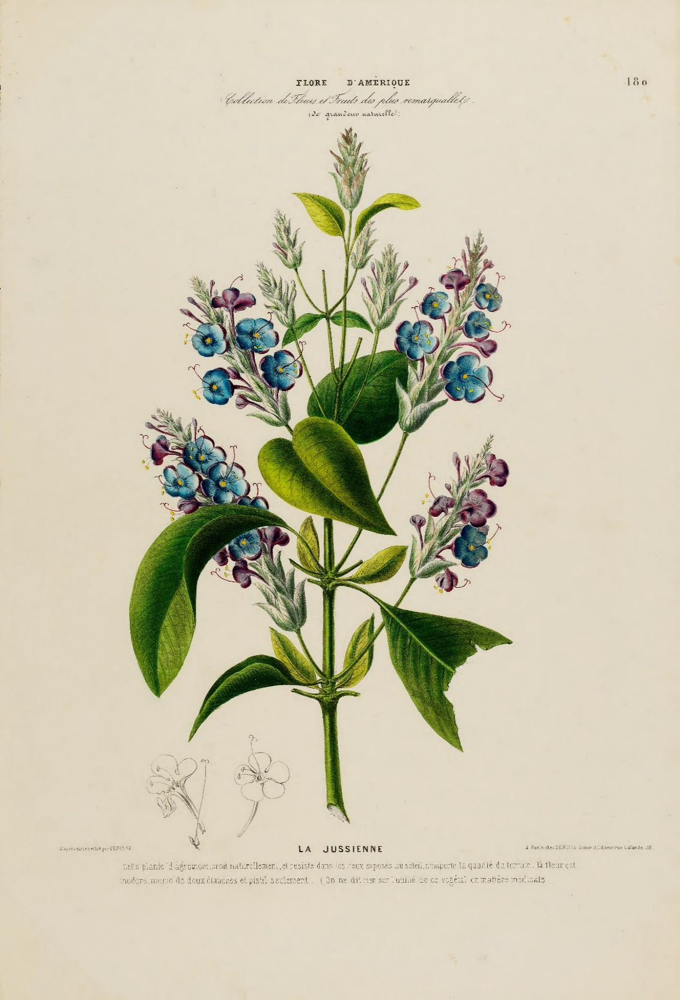 FLORE D'AMÉRIQUE
180
Collection de Fleurs et Fruits des plus remarquables.
(De grandeur naturelle)
LA JUSSIENNE
d'après nature et lith par DENISSE
à Paris chez DENISSE Auteur et Editeur rue Galande
Cette plante d'agrément, croit naturellement, et resiste dans les lieux exposés au soleil, n'importe la qualité du terrain. la fleur est
inodore, munie de deux étamines et pistil seulement. (On ne dit rien sur l'utilité de ce végétal en matière médicale